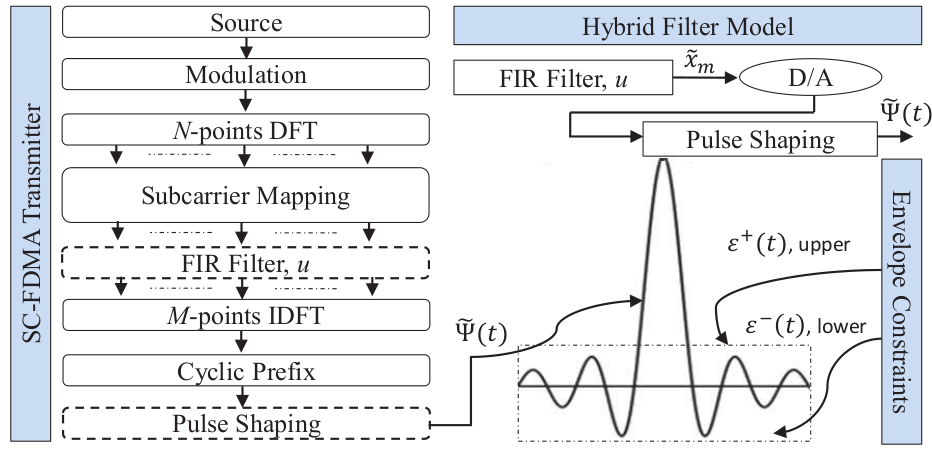 SC-FDMA Transmitter
Source
Modulation
N-points DFT
Subcarrier Mapping
FIR Filter, u
M-points IDFT
Cyclic Prefix
Pulse Shaping
Hybrid Filter Model
FIR Filter, u
x̃ₘ
D/A
Pulse Shaping
Ψ̃(t)
Ψ̃(t)
ε⁺(t), upper
ε⁻(t), lower
Envelope Constraints